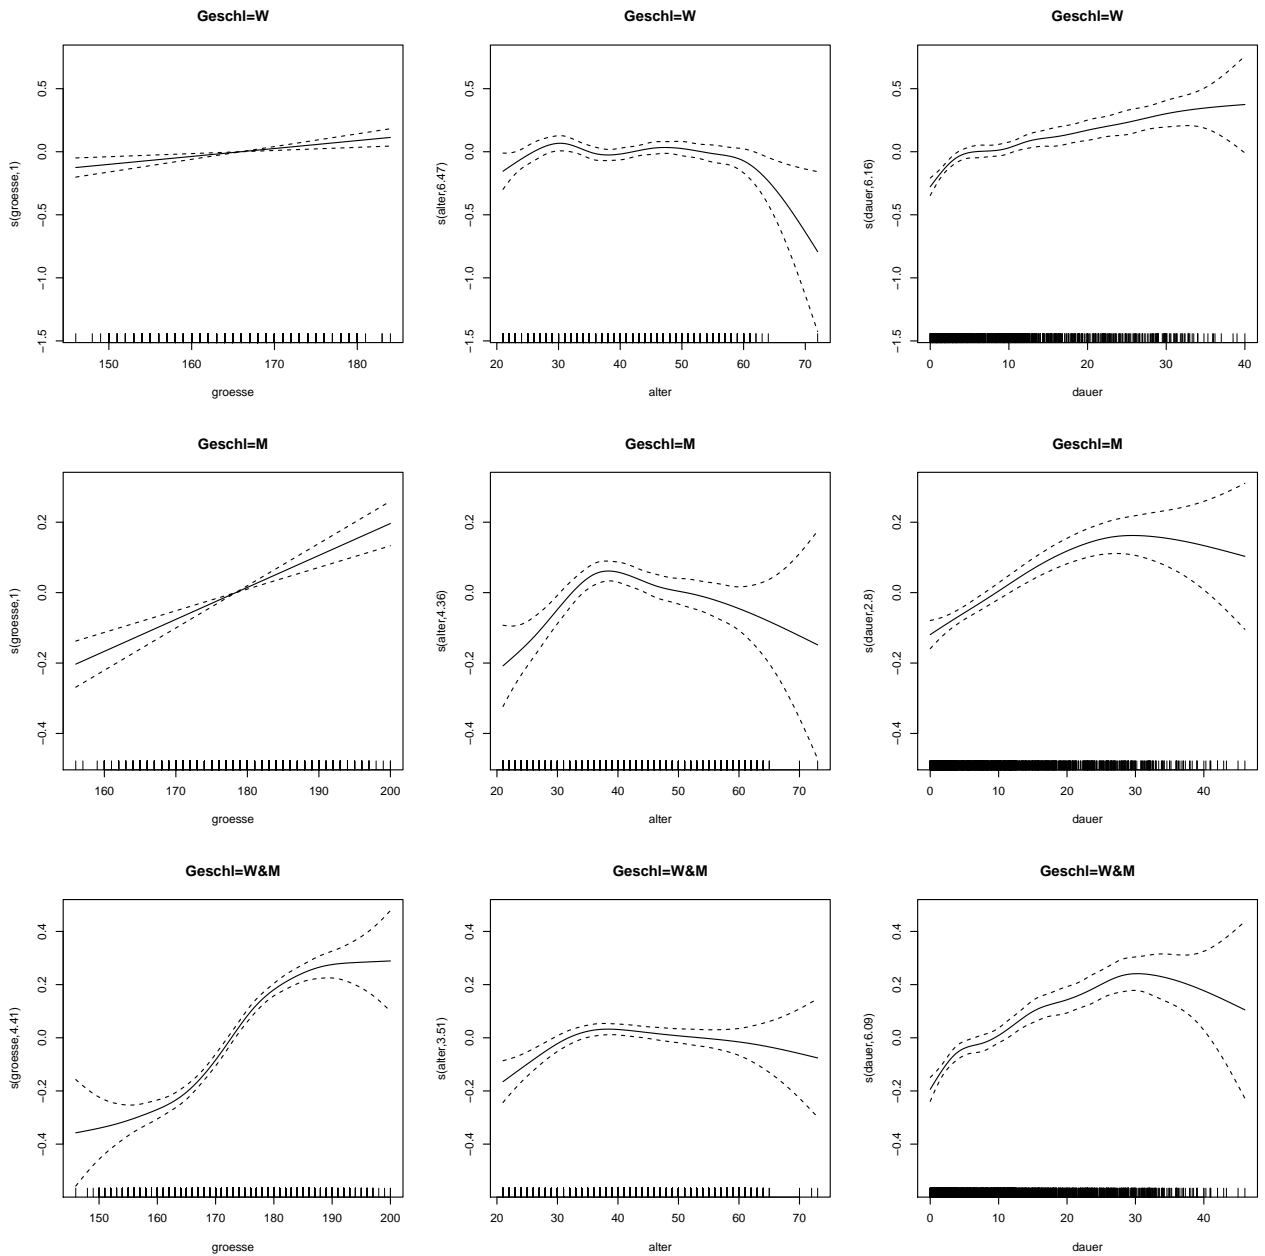 Geschl=W
s(groesse,1)
0.5
0.0
−0.5
−1.0
−1.5
150 160 170 180
groesse
Geschl=W
s(alter,6.47)
0.5
0.0
−0.5
−1.0
−1.5
20 30 40 50 60 70
alter
Geschl=W
s(dauer,6.16)
0.5
0.0
−0.5
−1.0
−1.5
0 10 20 30 40
dauer
Geschl=M
s(groesse,1)
0.2
0.0
−0.2
−0.4
160 170 180 190 200
groesse
Geschl=M
s(alter,4.36)
0.2
0.0
−0.2
−0.4
20 30 40 50 60 70
alter
Geschl=M
s(dauer,2.8)
0.2
0.0
−0.2
−0.4
0 10 20 30 40
dauer
Geschl=W&M
s(groesse,4.41)
0.4
0.2
0.0
−0.2
−0.4
150 160 170 180 190 200
groesse
Geschl=W&M
s(alter,3.51)
0.4
0.2
0.0
−0.2
−0.4
20 30 40 50 60 70
alter
Geschl=W&M
s(dauer,6.09)
0.4
0.2
0.0
−0.2
−0.4
0 10 20 30 40
dauer